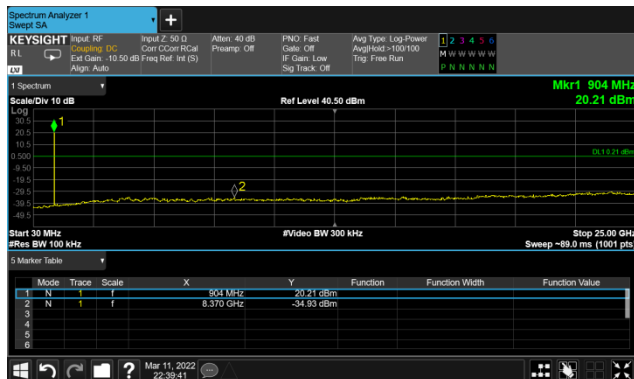 Spectrum Analyzer 1
Swept SA
+
KEYSIGHT
RL
LXI
Input: RF
Coupling: DC
Ext Gain: -10.50 dB
Align: Auto
Input Z: 50 Ω
Corr CCorr RCal
Freq Ref: Int (S)
Atten: 40 dB
Preamp: Off
PNO: Fast
Gate: Off
IF Gain: Low
Sig Track: Off
Avg Type: Log-Power
Avg|Hold:>100/100
Trig: Free Run
1 2 3 4 5 6
M W W W W W
P N N N N N
1 Spectrum
Scale/Div 10 dB
Ref Level 40.50 dBm
Mkr1 904 MHz
20.21 dBm
Log
30.5
20.5
10.5
0.500
-9.50
-19.5
-29.5
-39.5
-49.5
1
2
DL1 0.21 dBm
Start 30 MHz
#Video BW 300 kHz
Stop 25.00 GHz
#Res BW 100 kHz
Sweep ~89.0 ms (1001 pts)
5 Marker Table
Mode Trace Scale X Y Function Function Width Function Value
1 N 1 f 904 MHz 20.21 dBm
2 N 1 f 8.370 GHz -34.93 dBm
3
4
5
6
?
Mar 11, 2022
22:39:41